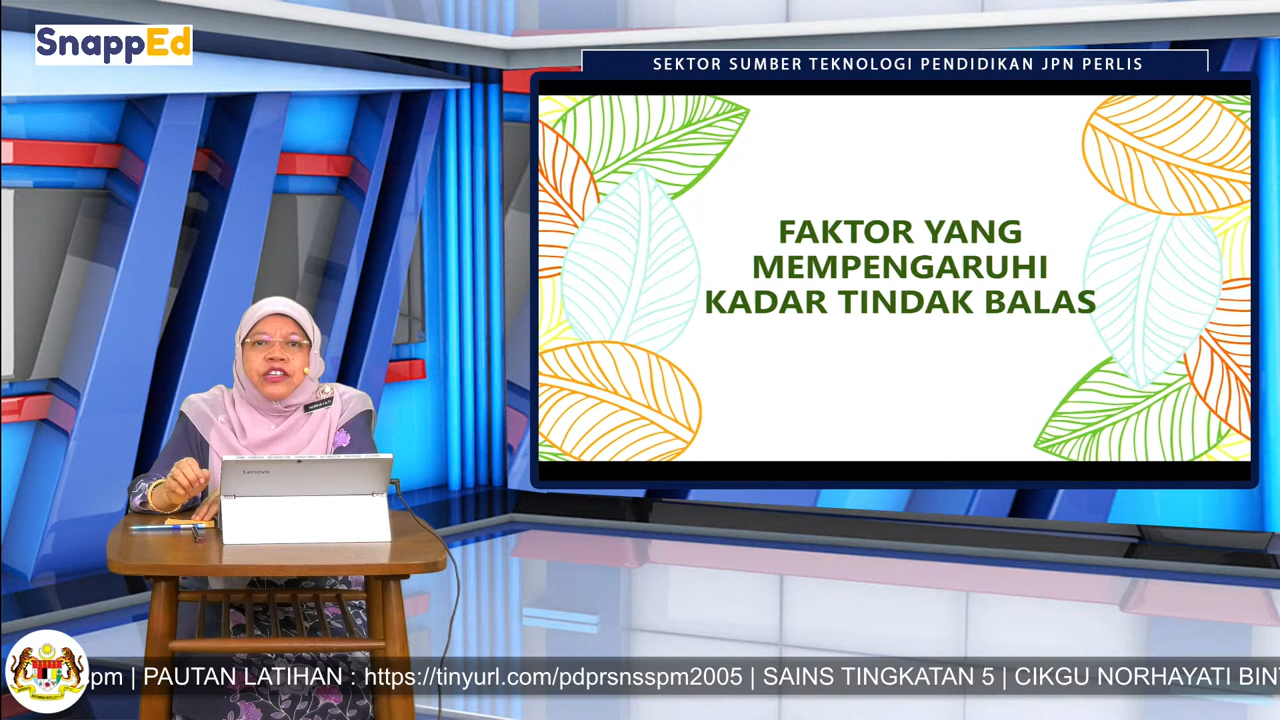 SnappEd
SEKTOR SUMBER TEKNOLOGI PENDIDIKAN JPN PERLIS
FAKTOR YANG
MEMPENGARUHI
KADAR TINDAK BALAS
Lenovo
pm | PAUTAN LATIHAN : https://tinyurl.com/pdprsnsspm2005 | SAINS TINGKATAN 5 | CIKGU NORHAYATI BIN